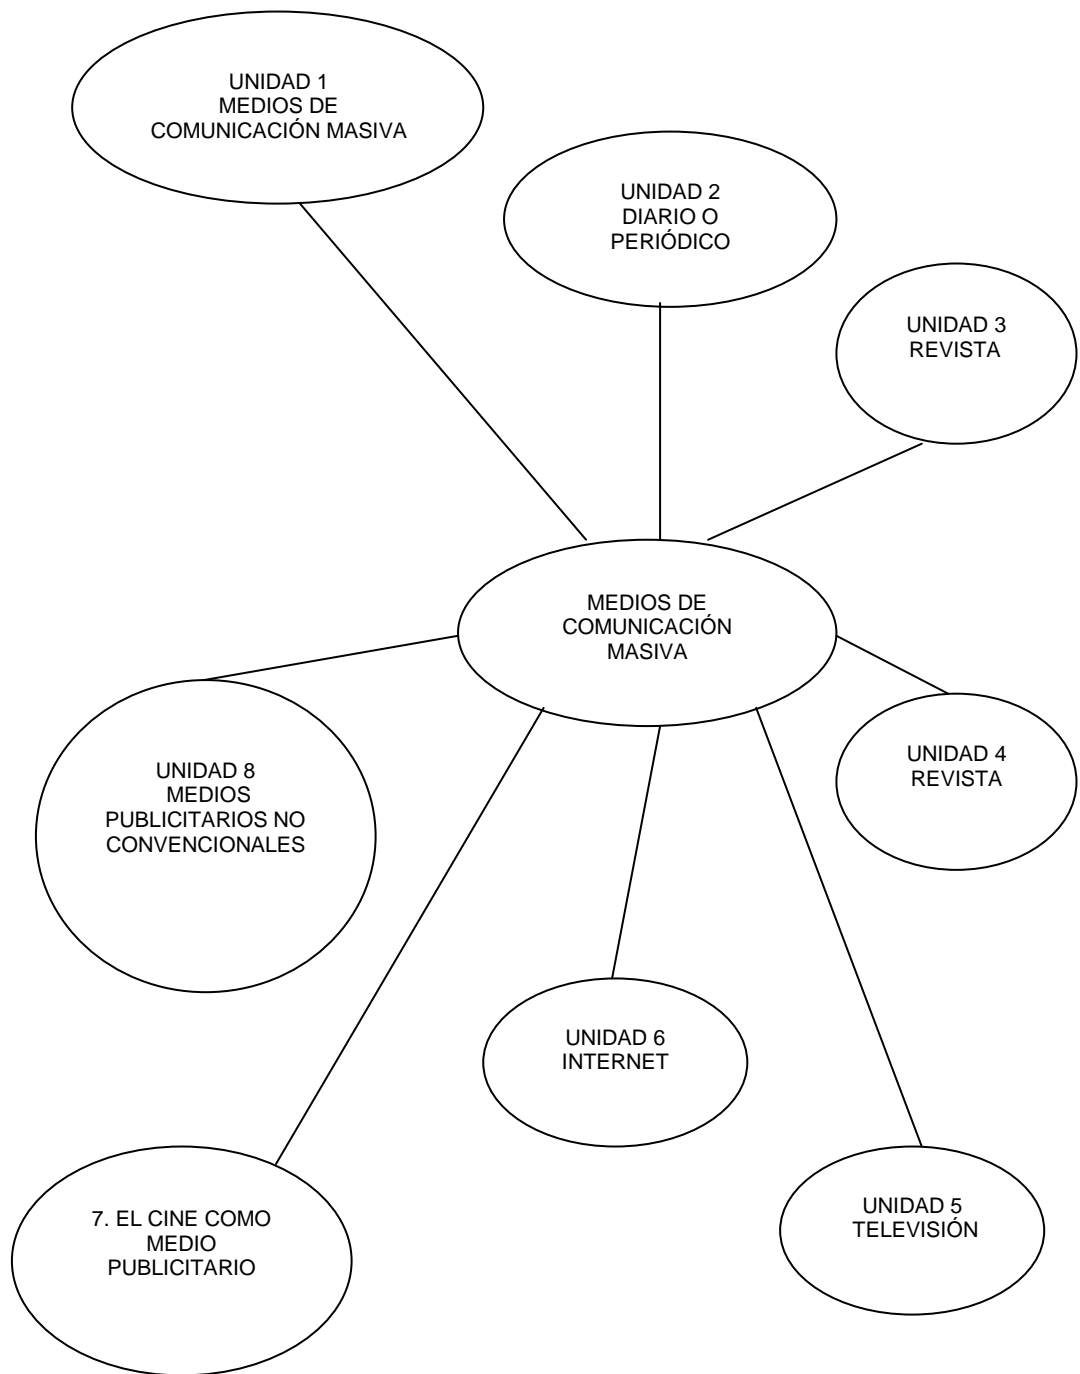 UNIDAD 1
MEDIOS DE
COMUNICACIÓN MASIVA
UNIDAD 2
DIARIO O
PERIÓDICO
UNIDAD 3
REVISTA
MEDIOS DE
COMUNICACIÓN
MASIVA
UNIDAD 4
REVISTA
UNIDAD 8
MEDIOS
PUBLICITARIOS NO
CONVENCIONALES
UNIDAD 6
INTERNET
UNIDAD 5
TELEVISIÓN
7. EL CINE COMO
MEDIO
PUBLICITARIO